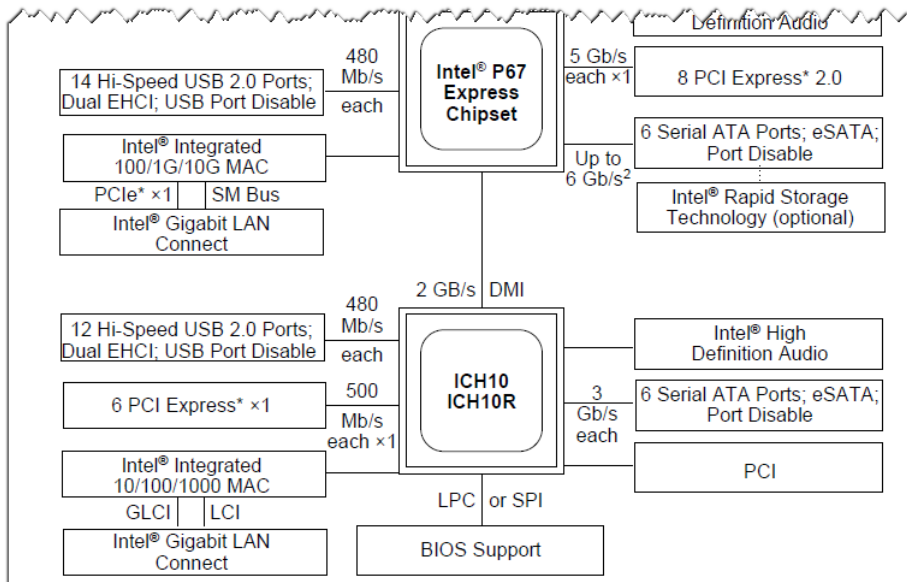 Definition Audio
480
Mb/s
each
14 Hi-Speed USB 2.0 Ports;
Dual EHCI; USB Port Disable
Intel® P67
Express
Chipset
5 Gb/s
each ×1
8 PCI Express* 2.0
Intel® Integrated
100/1G/10G MAC
PCIe* ×1
SM Bus
Intel® Gigabit LAN
Connect
Up to
6 Gb/s²
6 Serial ATA Ports; eSATA;
Port Disable
Intel® Rapid Storage
Technology (optional)
2 GB/s DMI
480
Mb/s
each
12 Hi-Speed USB 2.0 Ports;
Dual EHCI; USB Port Disable
ICH10
ICH10R
Intel® High
Definition Audio
6 PCI Express* ×1
500
Mb/s
each ×1
3
Gb/s
each
6 Serial ATA Ports; eSATA;
Port Disable
Intel® Integrated
10/100/1000 MAC
GLCI
LCI
Intel® Gigabit LAN
Connect
PCI
LPC or SPI
BIOS Support